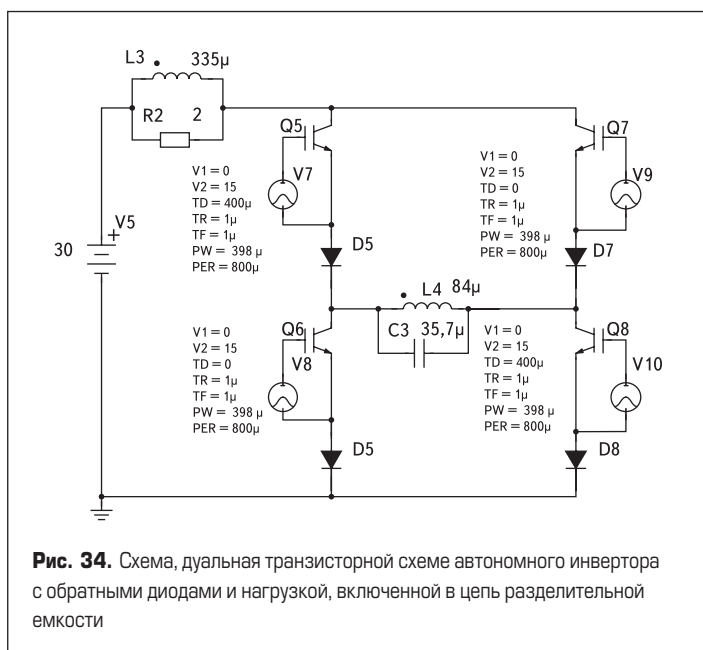 L3 335µ
R2 2
Q5
Q7
V1 = 0
V2 = 15
TD = 400µ
TR = 1µ
TF = 1µ
PW = 398 µ
PER = 800µ
V7
V1 = 0
V2 = 15
TD = 0
TR = 1µ
TF = 1µ
PW = 398 µ
PER = 800µ
V9
+ V5
30
D5
D7
L4 84µ
C3 35,7µ
Q6
Q8
V1 = 0
V2 = 15
TD = 0
TR = 1µ
TF = 1µ
PW = 398 µ
PER = 800µ
V8
V1 = 0
V2 = 15
TD = 400µ
TR = 1µ
TF = 1µ
PW = 398 µ
PER = 800µ
V10
D5
D8
Рис. 34. Схема, дуальная транзисторной схеме автономного инвертора
с обратными диодами и нагрузкой, включенной в цепь разделительной
емкости